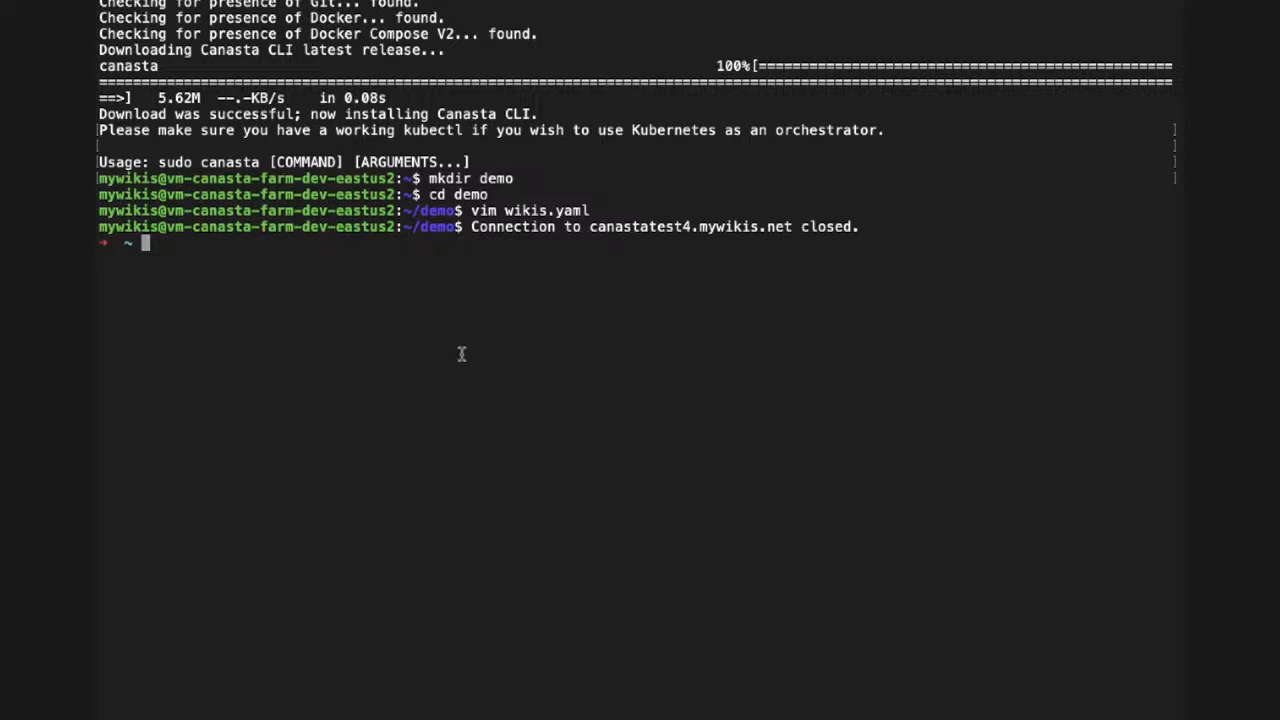 Checking for presence of Git... found.
Checking for presence of Docker... found.
Checking for presence of Docker Compose V2... found.
Downloading Canasta CLI latest release...
canasta 100%[=================================================
===============================================================================================================================
==>] 5.62M --.-KB/s in 0.08s
Download was successful; now installing Canasta CLI.
Please make sure you have a working kubectl if you wish to use Kubernetes as an orchestrator.
Usage: sudo canasta [COMMAND] [ARGUMENTS...]
mywikis@vm-canasta-farm-dev-eastus2:~$ mkdir demo
mywikis@vm-canasta-farm-dev-eastus2:~$ cd demo
mywikis@vm-canasta-farm-dev-eastus2:~/demo$ vim wikis.yaml
mywikis@vm-canasta-farm-dev-eastus2:~/demo$ Connection to canastatest4.mywikis.net closed.
➜ ~